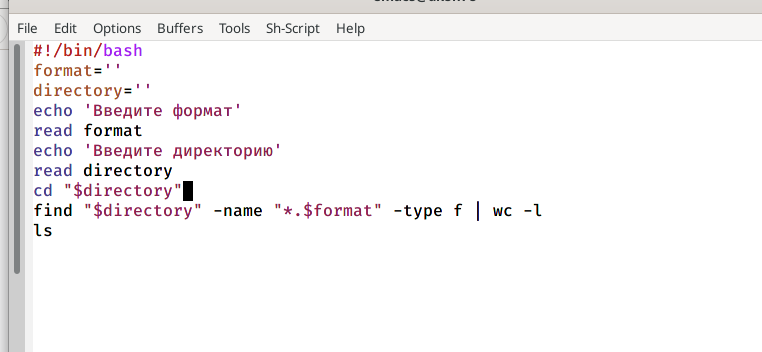 File Edit Options Buffers Tools Sh-Script Help
#!/bin/bash
format=''
directory=''
echo 'Введите формат'
read format
echo 'Введите директорию'
read directory
cd "$directory"
find "$directory" -name "*.$format" -type f | wc -l
ls